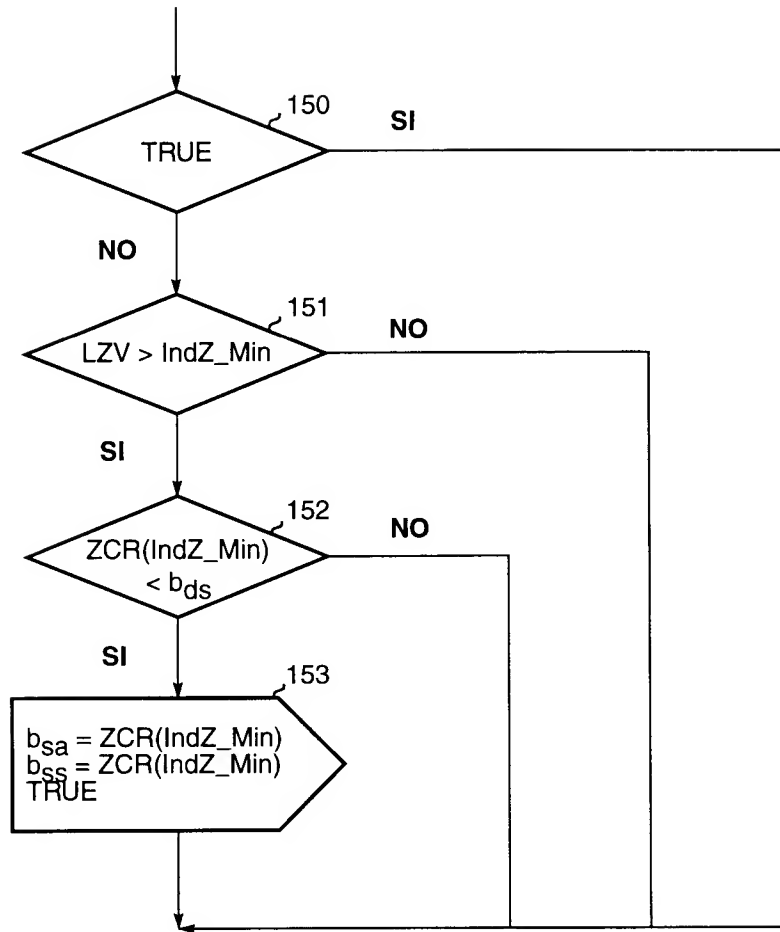 150
SI
TRUE
NO
151
NO
LZV > IndZ_Min
SI
152
NO
ZCR(IndZ_Min)
< bds
SI
153
bsa = ZCR(IndZ_Min)
bss = ZCR(IndZ_Min)
TRUE